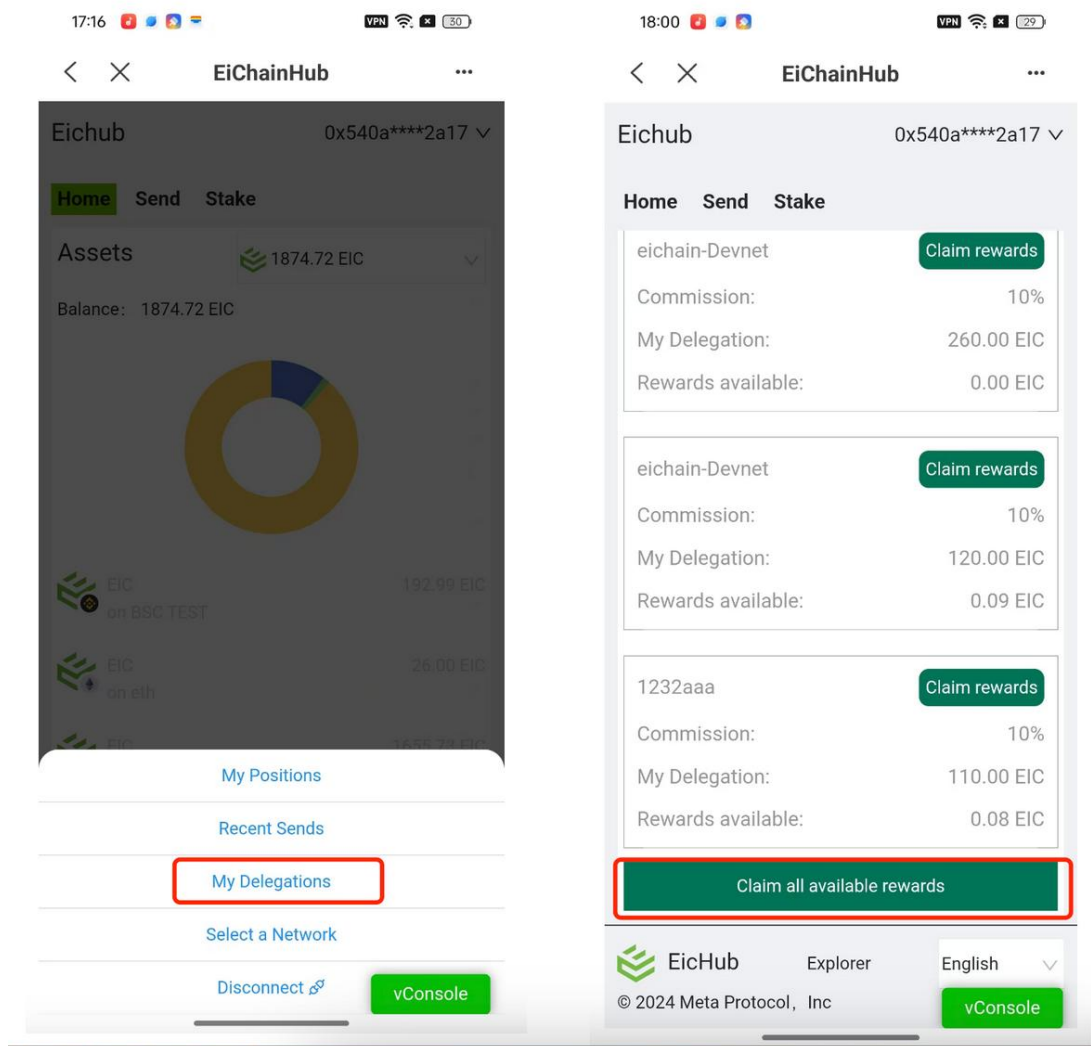 17:16
VPN
30
EiChainHub
Eichub
0x540a****2a17
Home Send Stake
Assets
1874.72 EIC
Balance: 1874.72 EIC
EIC
192.99 EIC
on BSC TEST
EIC
26.00 EIC
on eth
EIC
1655.73 EIC
My Positions
Recent Sends
My Delegations
Select a Network
Disconnect
vConsole
18:00
VPN
29
EiChainHub
Eichub
0x540a****2a17
Home Send Stake
eichain-Devnet
Claim rewards
Commission: 10%
My Delegation: 260.00 EIC
Rewards available: 0.00 EIC
eichain-Devnet
Claim rewards
Commission: 10%
My Delegation: 120.00 EIC
Rewards available: 0.09 EIC
1232aaa
Claim rewards
Commission: 10%
My Delegation: 110.00 EIC
Rewards available: 0.08 EIC
Claim all available rewards
EicHub
Explorer
English
© 2024 Meta Protocol，Inc
vConsole